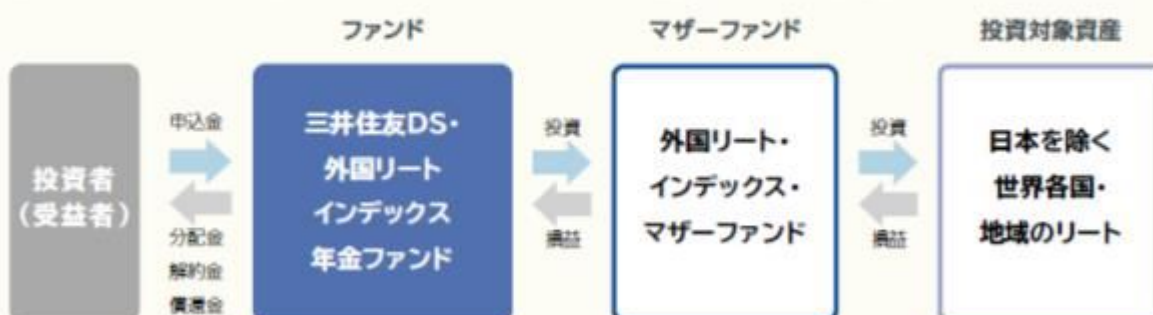 ファンド
マザーファンド
投資対象資産
投資者
(受益者)
申込金
分配金
解約金
償還金
三井住友DS・
外国リート
インデックス
年金ファンド
投資
損益
外国リート・
インデックス・
マザーファンド
投資
損益
日本を除く
世界各国・
地域のリート